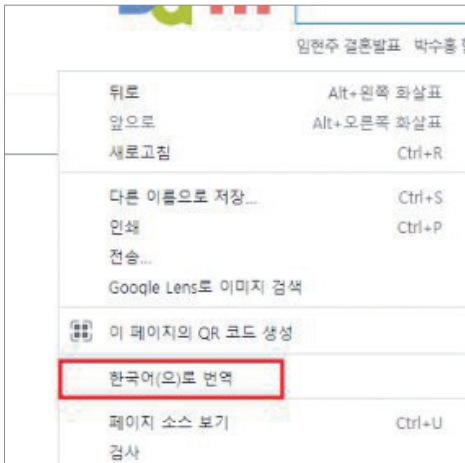 임현주 결혼발표 박수홍
뒤로 Alt+왼쪽 화살표
앞으로 Alt+오른쪽 화살표
새로고침 Ctrl+R
다른 이름으로 저장... Ctrl+S
인쇄 Ctrl+P
전송...
Google Lens로 이미지 검색
이 페이지의 QR 코드 생성
한국어(으)로 번역
페이지 소스 보기 Ctrl+U
검사